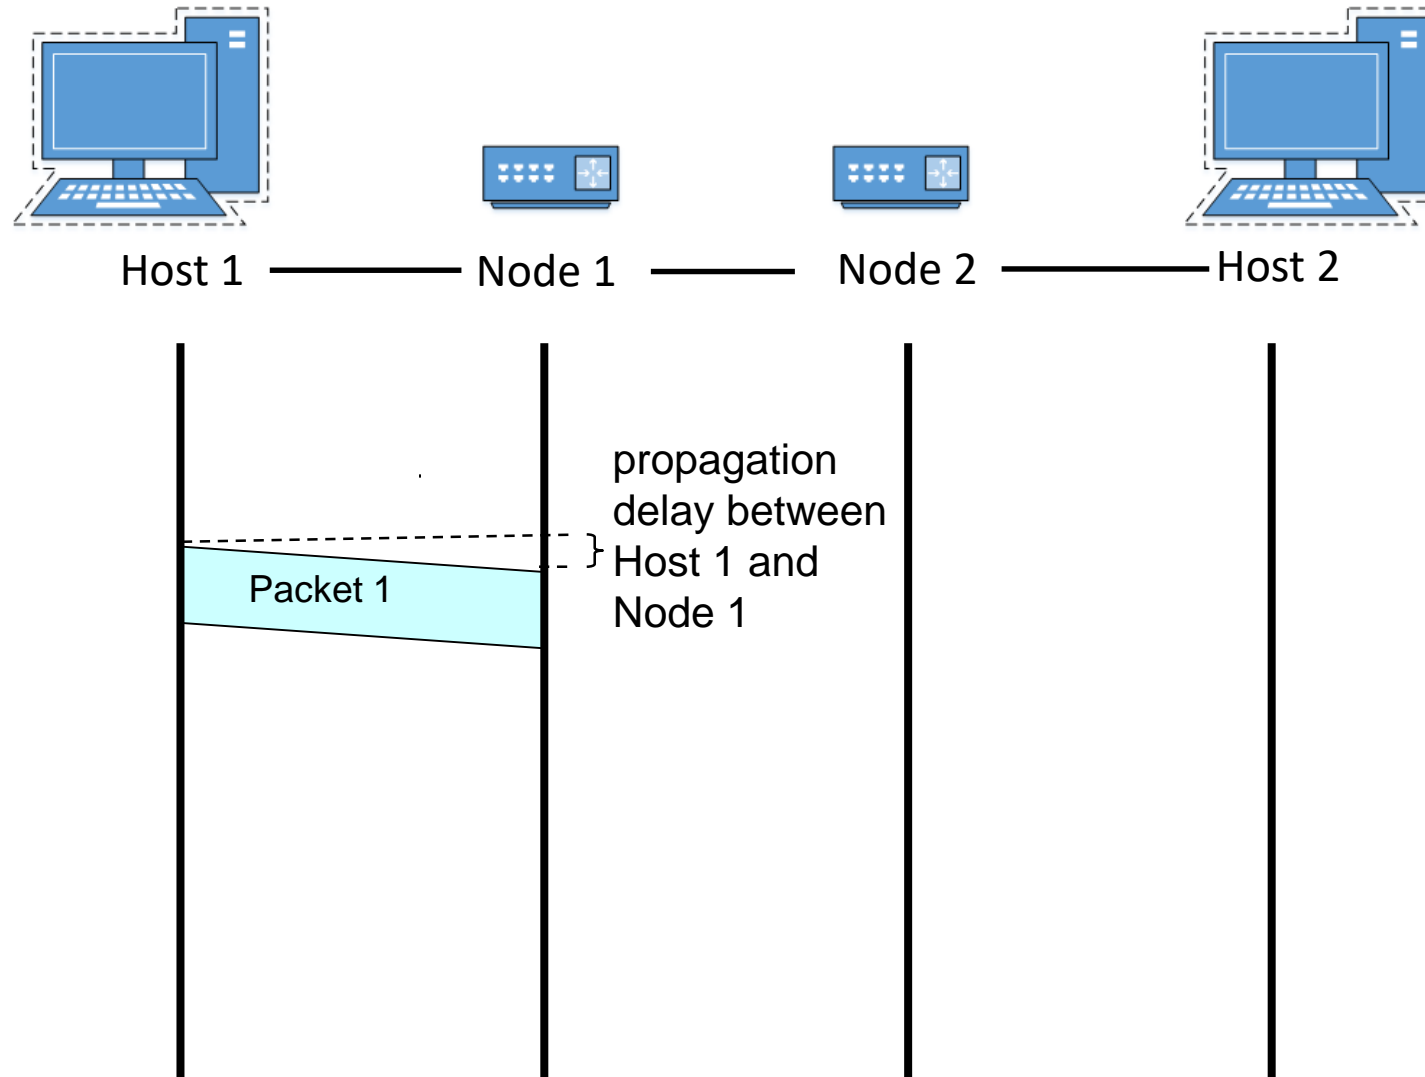 Host 1
Node 1
Node 2
Host 2
propagation
delay between
Host 1 and
Node 1
Packet 1